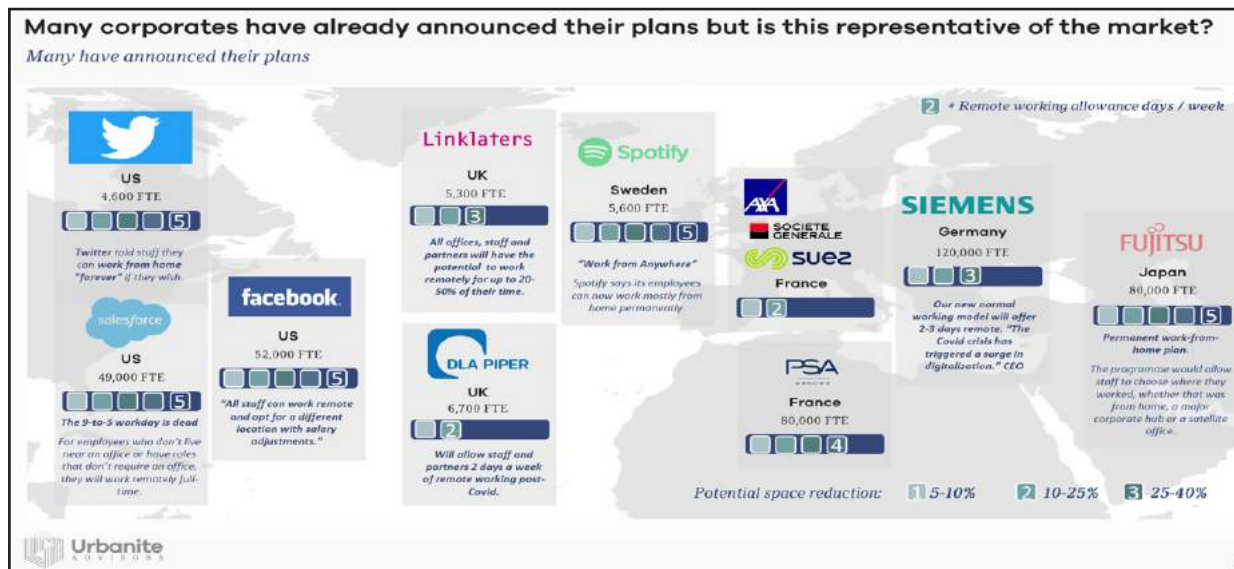 Many corporates have already announced their plans but is this representative of the market?
Many have announced their plans
2 * Remote working allowance days / week
US
4,600 FTE
5
Twitter told staff they
can work from home
"forever" if they wish.
salesforce
US
49,000 FTE
5
The 9-to-5 workday is dead
For employees who don't live
near an office or have roles
that don't require an office,
they will work remotely full-
time.
facebook.
US
52,000 FTE
5
"All staff can work remote
and opt for a different
location with salary
adjustments."
Linklaters
UK
5,300 FTE
3
All offices, staff and
partners will have the
potential to work
remotely for up to 20-
50% of their time.
DLA PIPER
UK
6,700 FTE
2
Will allow staff and
partners 2 days a week
of remote working post-
Covid.
Spotify
Sweden
5,600 FTE
5
"Work from Anywhere"
Spotify says its employees
can now work mostly from
home permanently.
AXA
SOCIETE
GENERALE
suez
France
2
PSA
GROUPE
France
80,000 FTE
4
SIEMENS
Germany
120,000 FTE
3
Our new normal
working model will offer
2-3 days remote. "The
Covid crisis has
triggered a surge in
digitalization." CEO
FUJITSU
Japan
80,000 FTE
5
Permanent work-from-
home plan.
The programme would allow
staff to choose where they
worked, whether that was
from home, a major
corporate hub or a satellite
office.
Potential space reduction: 1 5-10% 2 10-25% 3 25-40%
Urbanite
ADVISORS